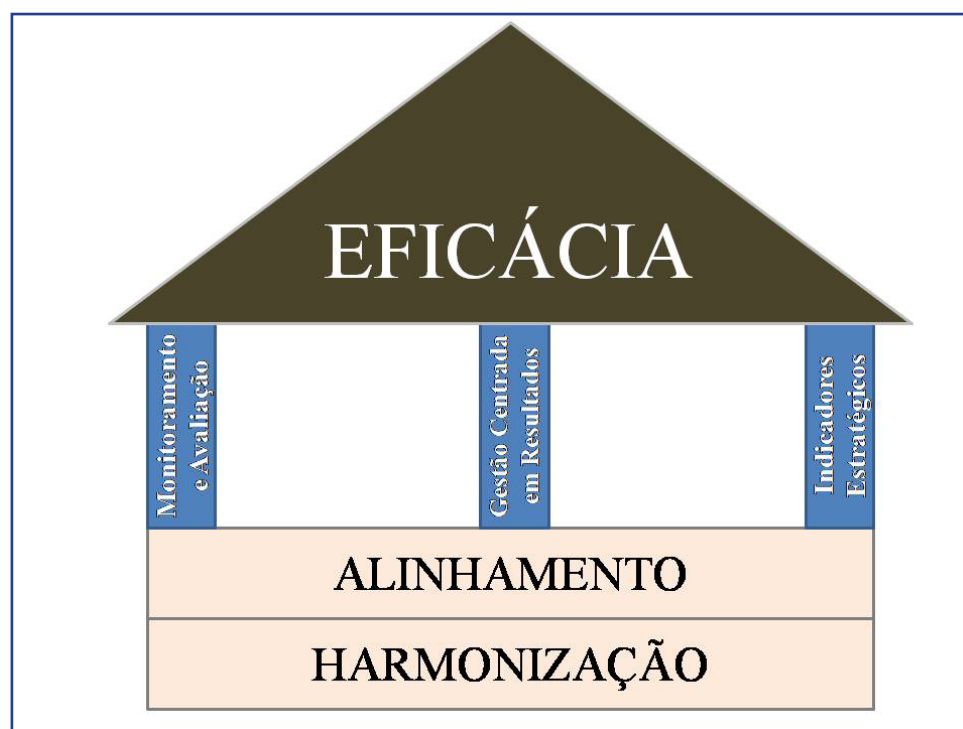 EFICÁCIA
Monitoramento
e Avaliação
Gestão Centrada
em Resultados
Indicadores
Estratégicos
ALINHAMENTO
HARMONIZAÇÃO